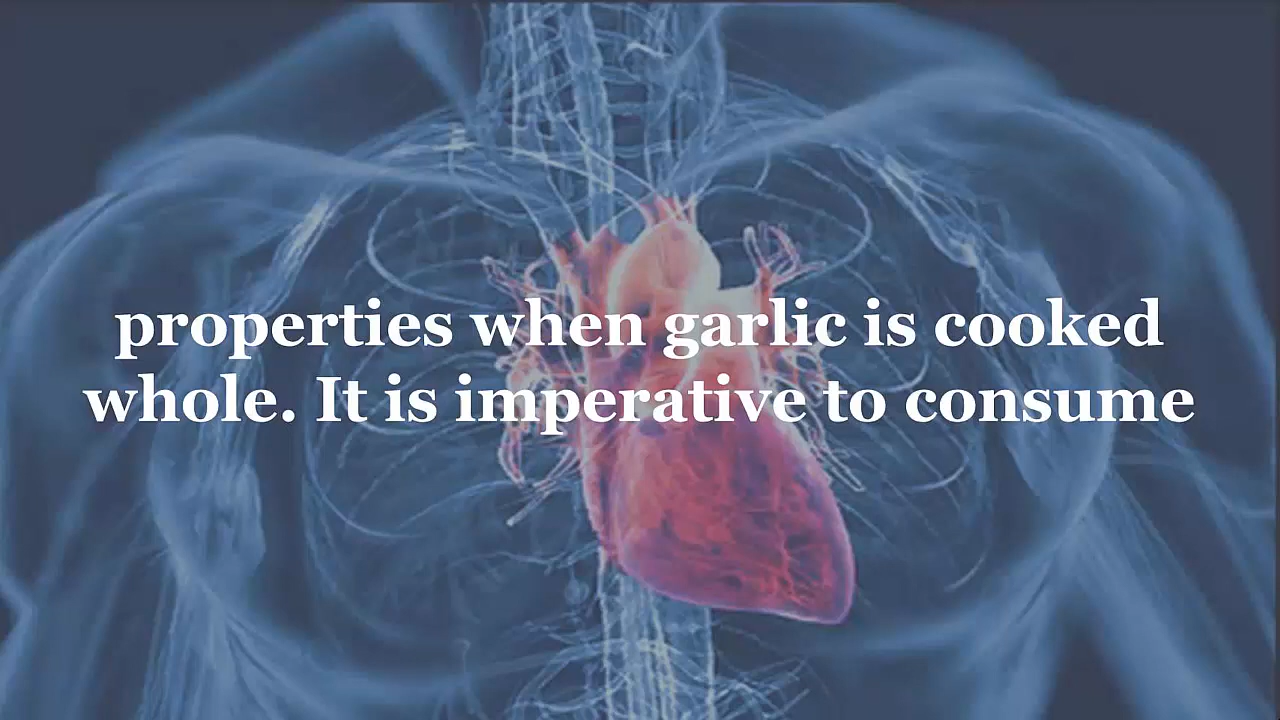 properties when garlic is cooked
whole. It is imperative to consume